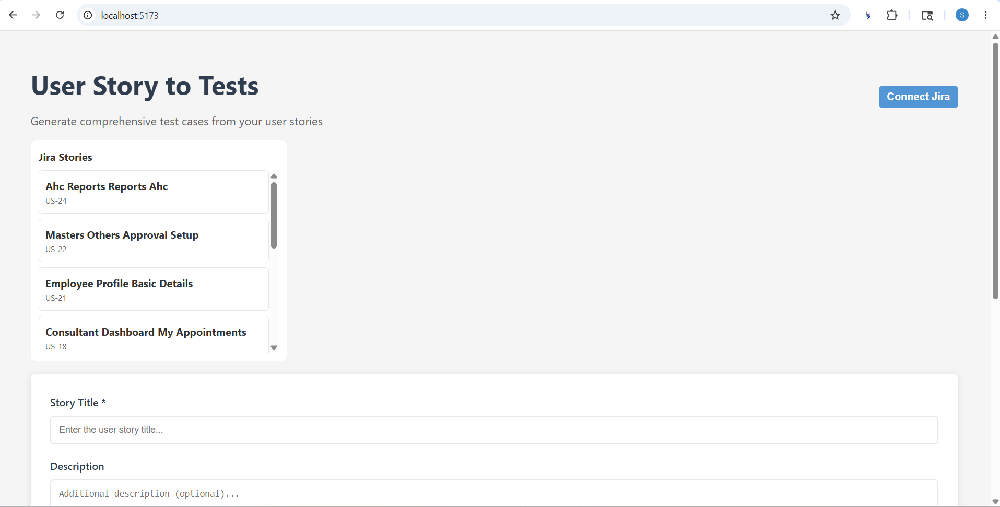 localhost:5173
S
User Story to Tests
Connect Jira
Generate comprehensive test cases from your user stories
Jira Stories
Ahc Reports Reports Ahc
US-24
Masters Others Approval Setup
US-22
Employee Profile Basic Details
US-21
Consultant Dashboard My Appointments
US-18
Story Title *
Enter the user story title...
Description
Additional description (optional)...